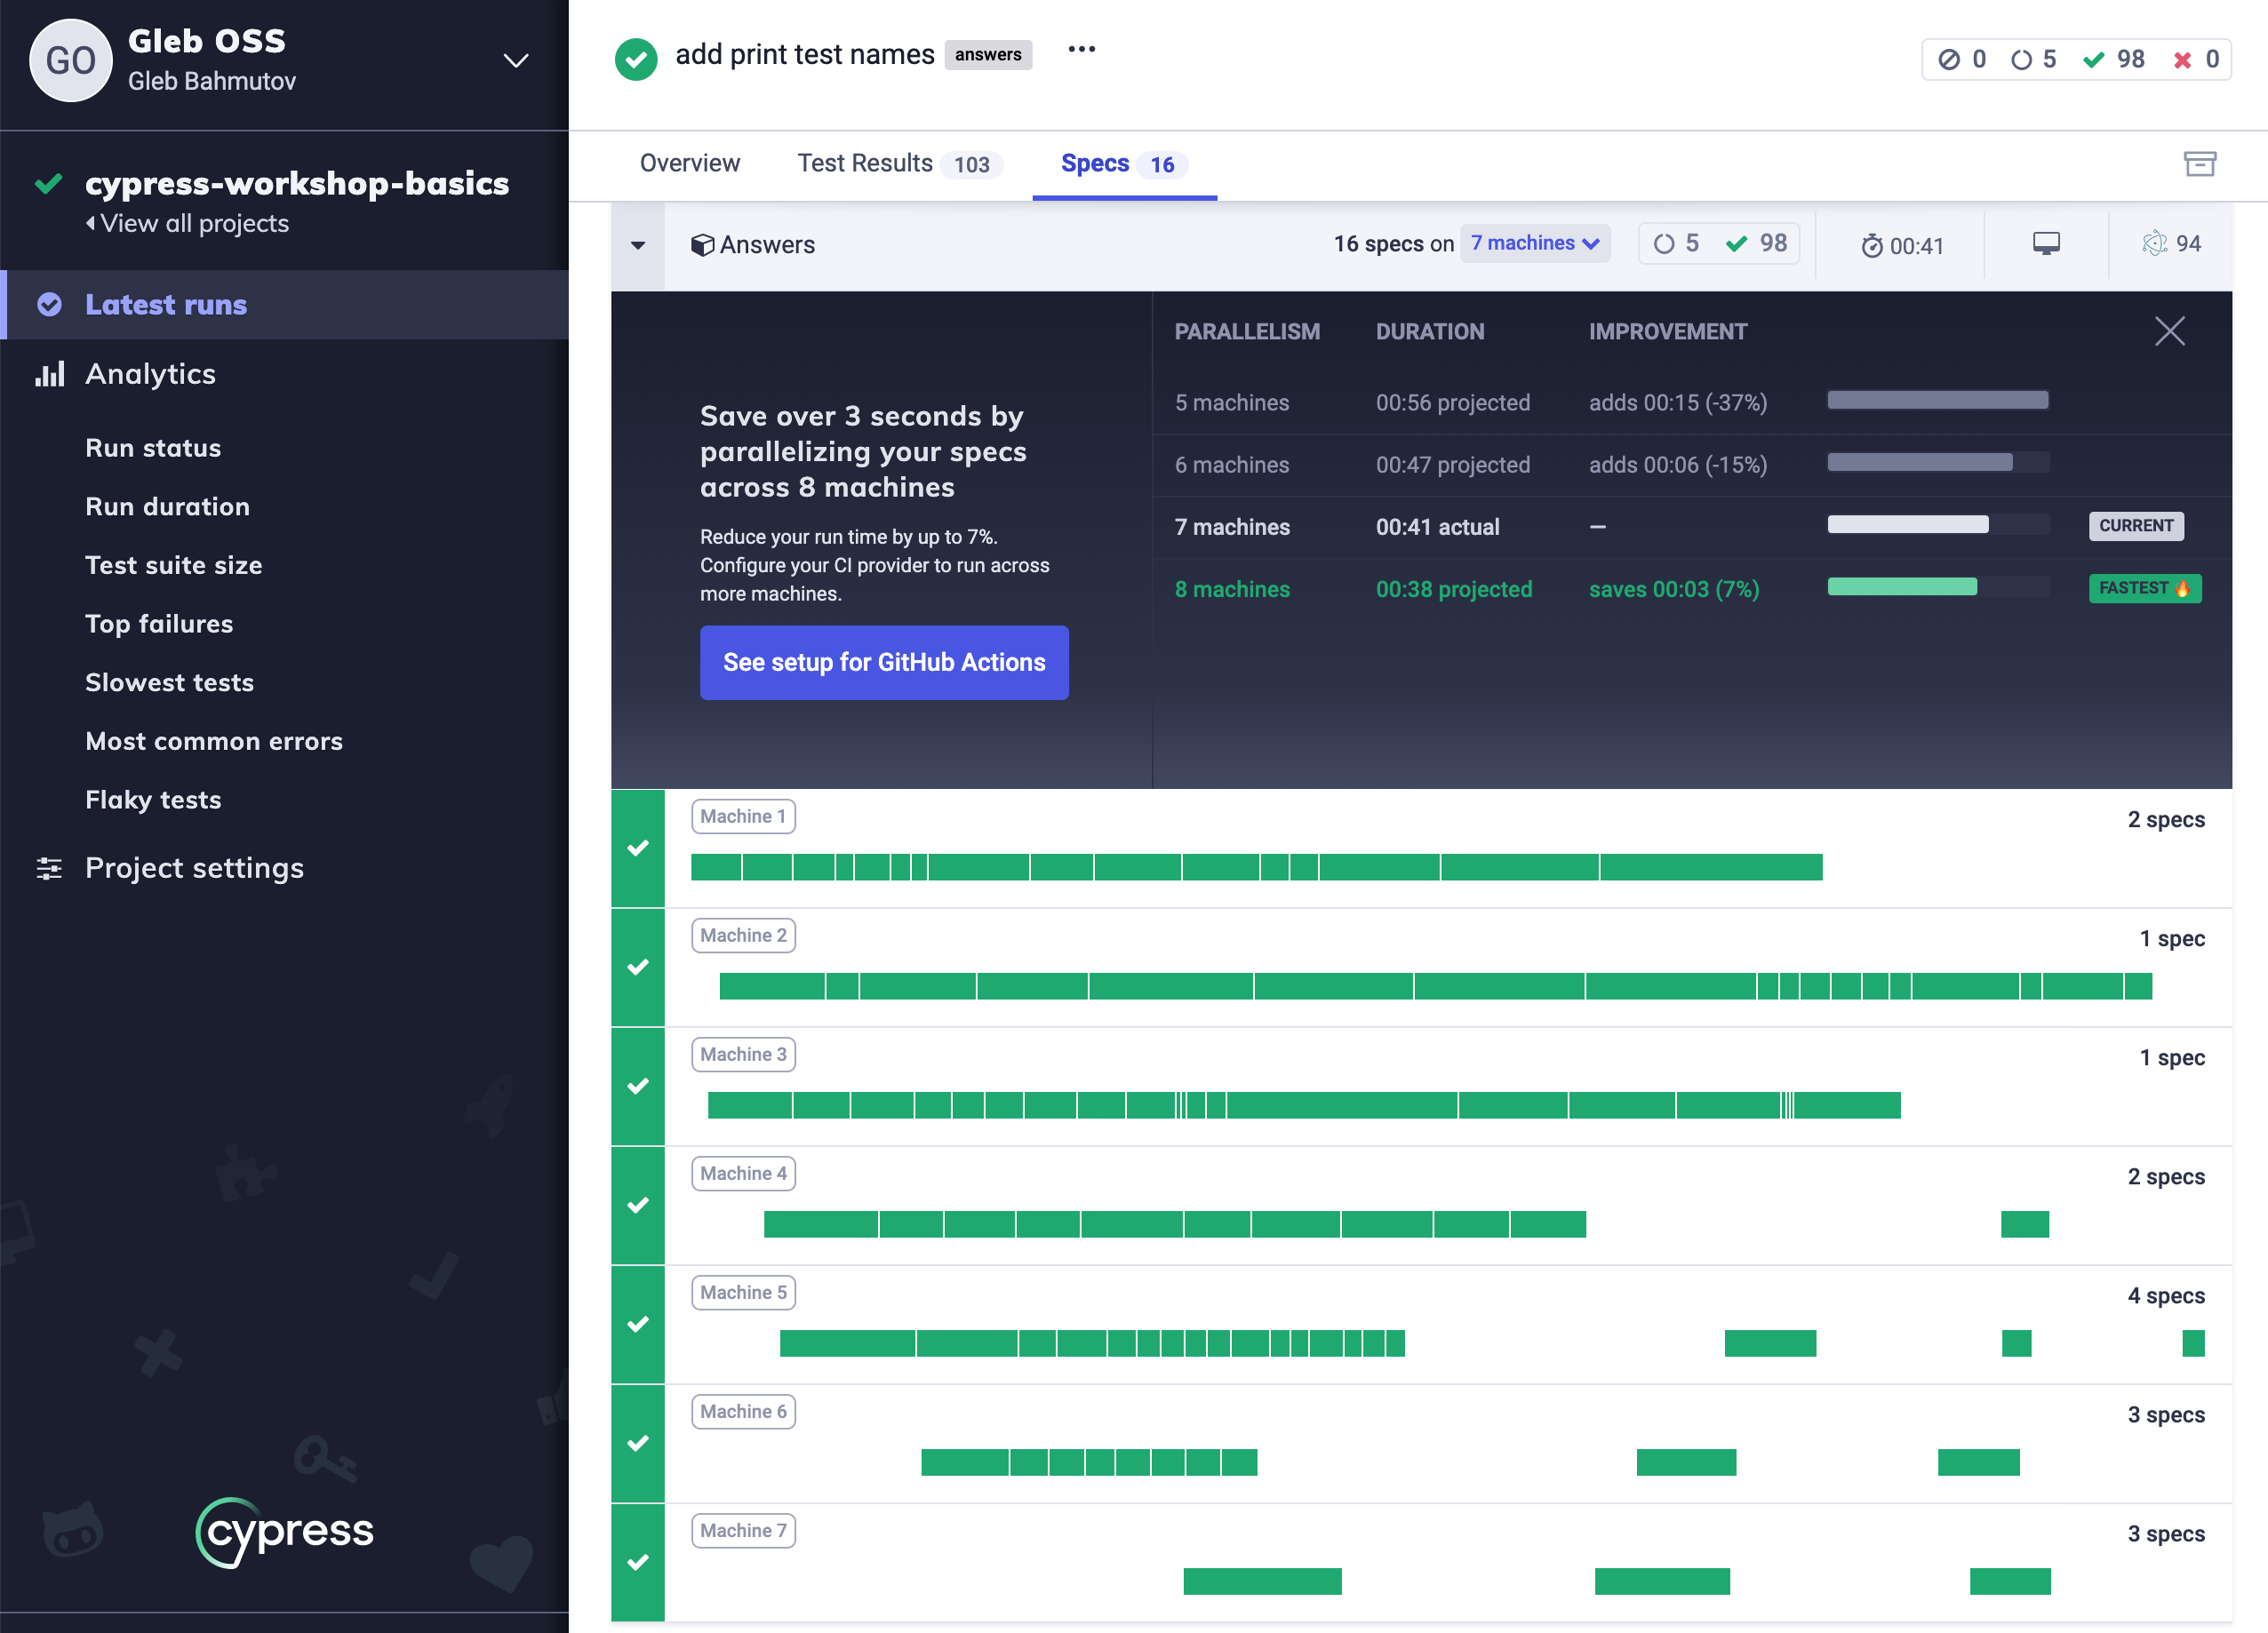 GO
Gleb OSS
Gleb Bahmutov
cypress-workshop-basics
View all projects
Latest runs
Analytics
Run status
Run duration
Test suite size
Top failures
Slowest tests
Most common errors
Flaky tests
Project settings
cypress
add print test names answers ...
0 5 98 0
Overview Test Results 103 Specs 16
Answers 16 specs on 7 machines 5 98 00:41 94
Save over 3 seconds by
parallelizing your specs
across 8 machines
Reduce your run time by up to 7%.
Configure your CI provider to run across
more machines.
See setup for GitHub Actions
PARALLELISM DURATION IMPROVEMENT
5 machines 00:56 projected adds 00:15 (-37%)
6 machines 00:47 projected adds 00:06 (-15%)
7 machines 00:41 actual – CURRENT
8 machines 00:38 projected saves 00:03 (7%) FASTEST 🔥
Machine 1 2 specs
Machine 2 1 spec
Machine 3 1 spec
Machine 4 2 specs
Machine 5 4 specs
Machine 6 3 specs
Machine 7 3 specs